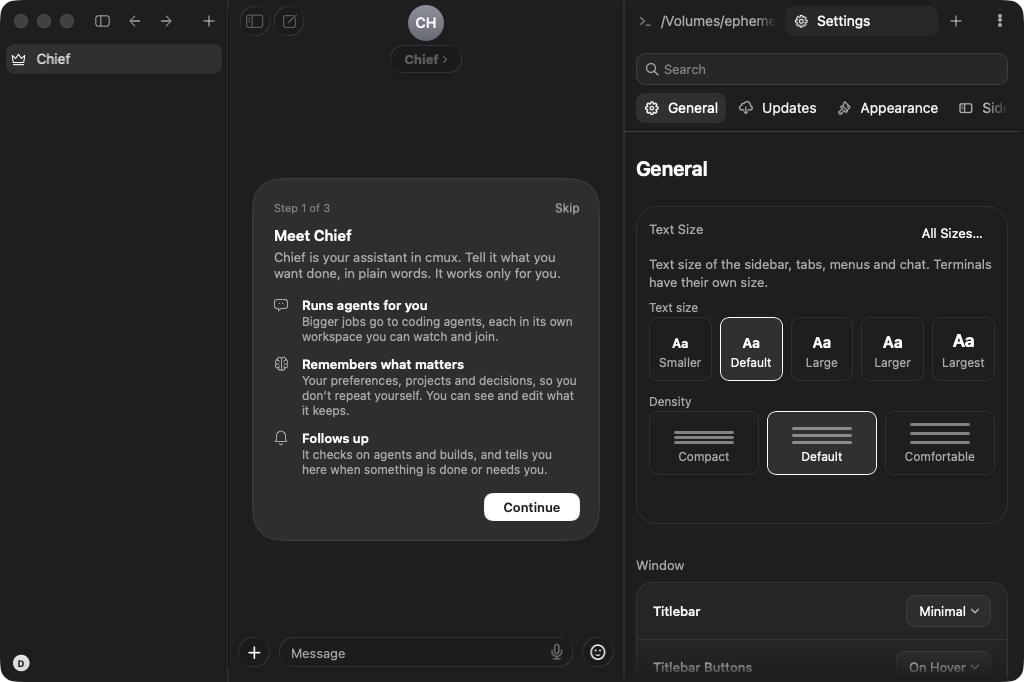 Chief
CH
Chief ›
Step 1 of 3
Skip
Meet Chief
Chief is your assistant in cmux. Tell it what you
want done, in plain words. It works only for you.
Runs agents for you
Bigger jobs go to coding agents, each in its own
workspace you can watch and join.
Remembers what matters
Your preferences, projects and decisions, so you
don't repeat yourself. You can see and edit what
it keeps.
Follows up
It checks on agents and builds, and tells you
here when something is done or needs you.
Continue
Message
D
/Volumes/epheme
Settings
Search
General
Updates
Appearance
Sid
General
Text Size
All Sizes...
Text size of the sidebar, tabs, menus and chat. Terminals
have their own size.
Text size
Aa Aa Aa Aa Aa
Smaller Default Large Larger Largest
Density
Compact Default Comfortable
Window
Titlebar
Minimal
Titlebar Buttons
On Hover